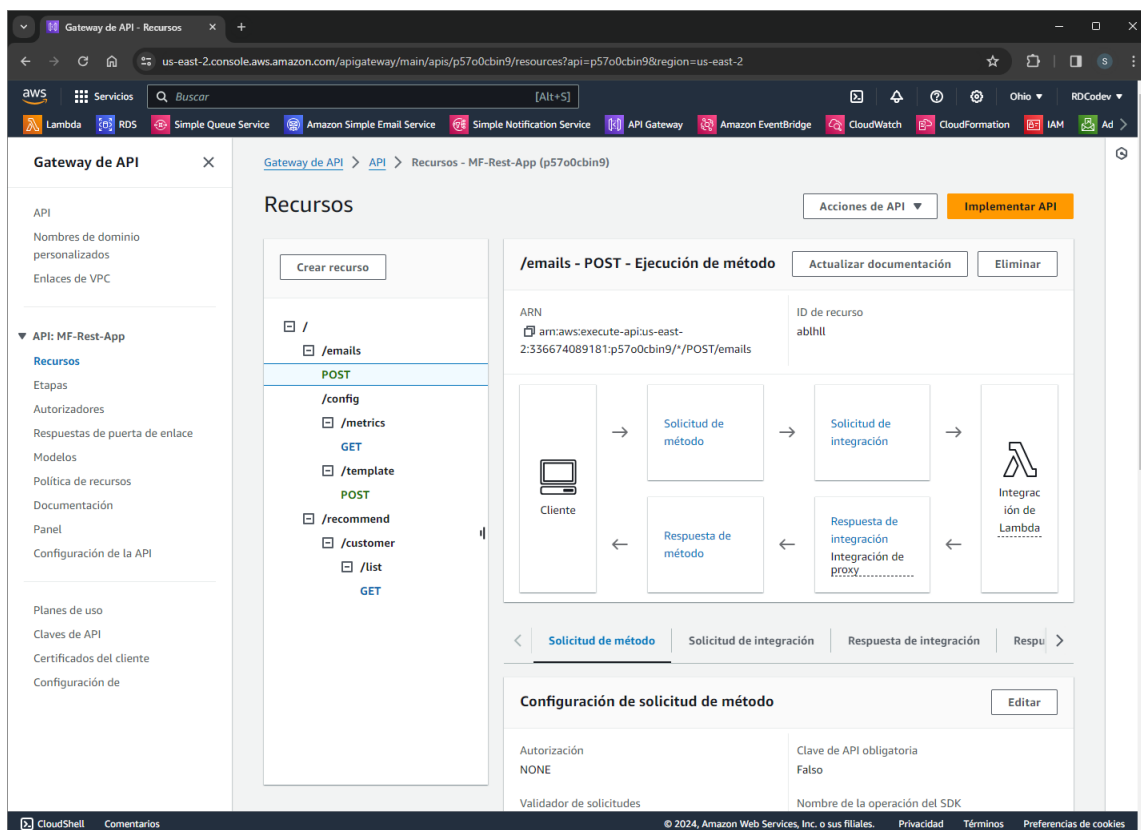 Gateway de API - Recursos
us-east-2.console.aws.amazon.com/apigateway/main/apis/p57o0cbin9/resources?api=p57o0cbin9&region=us-east-2
S
aws Servicios Buscar [Alt+S] Ohio ▼ RDCodev ▼
Lambda RDS Simple Queue Service Amazon Simple Email Service Simple Notification Service API Gateway Amazon EventBridge CloudWatch CloudFormation IAM Ad
Gateway de API
API
Nombres de dominio
personalizados
Enlaces de VPC
▼ API: MF-Rest-App
Recursos
Etapas
Autorizadores
Respuestas de puerta de enlace
Modelos
Política de recursos
Documentación
Panel
Configuración de la API
Planes de uso
Claves de API
Certificados del cliente
Configuración de
Gateway de API > API > Recursos - MF-Rest-App (p57o0cbin9)
Recursos
Acciones de API ▼
Implementar API
Crear recurso
/
/emails
POST
/config
/metrics
GET
/template
POST
/recommend
/customer
/list
GET
/emails - POST - Ejecución de método
Actualizar documentación
Eliminar
ARN
arn:aws:execute-api:us-east-
2:336674089181:p57o0cbin9/*/POST/emails
ID de recurso
ablhll
Cliente
Solicitud de
método
Solicitud de
integración
Respuesta de
método
Respuesta de
integración
Integración de
proxy
Integrac
ión de
Lambda
Solicitud de método
Solicitud de integración
Respuesta de integración
Respu
Configuración de solicitud de método
Editar
Autorización
NONE
Clave de API obligatoria
Falso
Validador de solicitudes
Nombre de la operación del SDK
CloudShell Comentarios © 2024, Amazon Web Services, Inc. o sus filiales. Privacidad Términos Preferencias de cookies